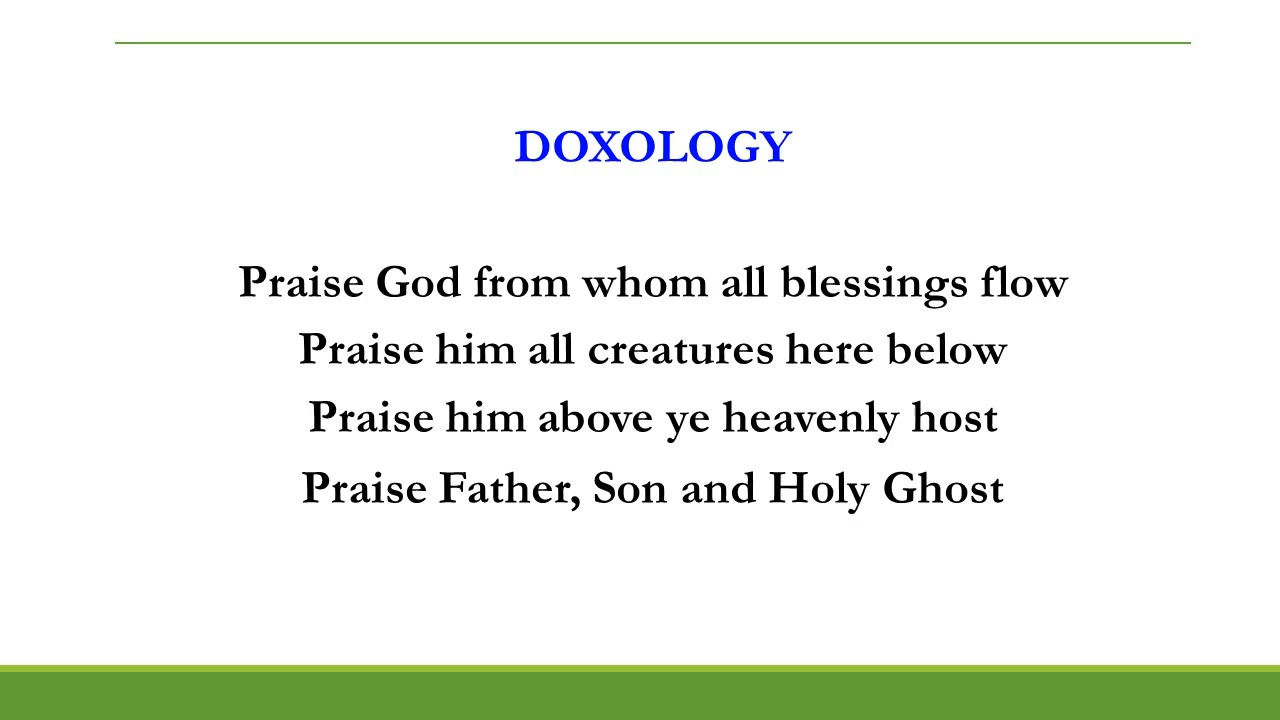 DOXOLOGY
Praise God from whom all blessings flow
Praise him all creatures here below
Praise him above ye heavenly host
Praise Father, Son and Holy Ghost